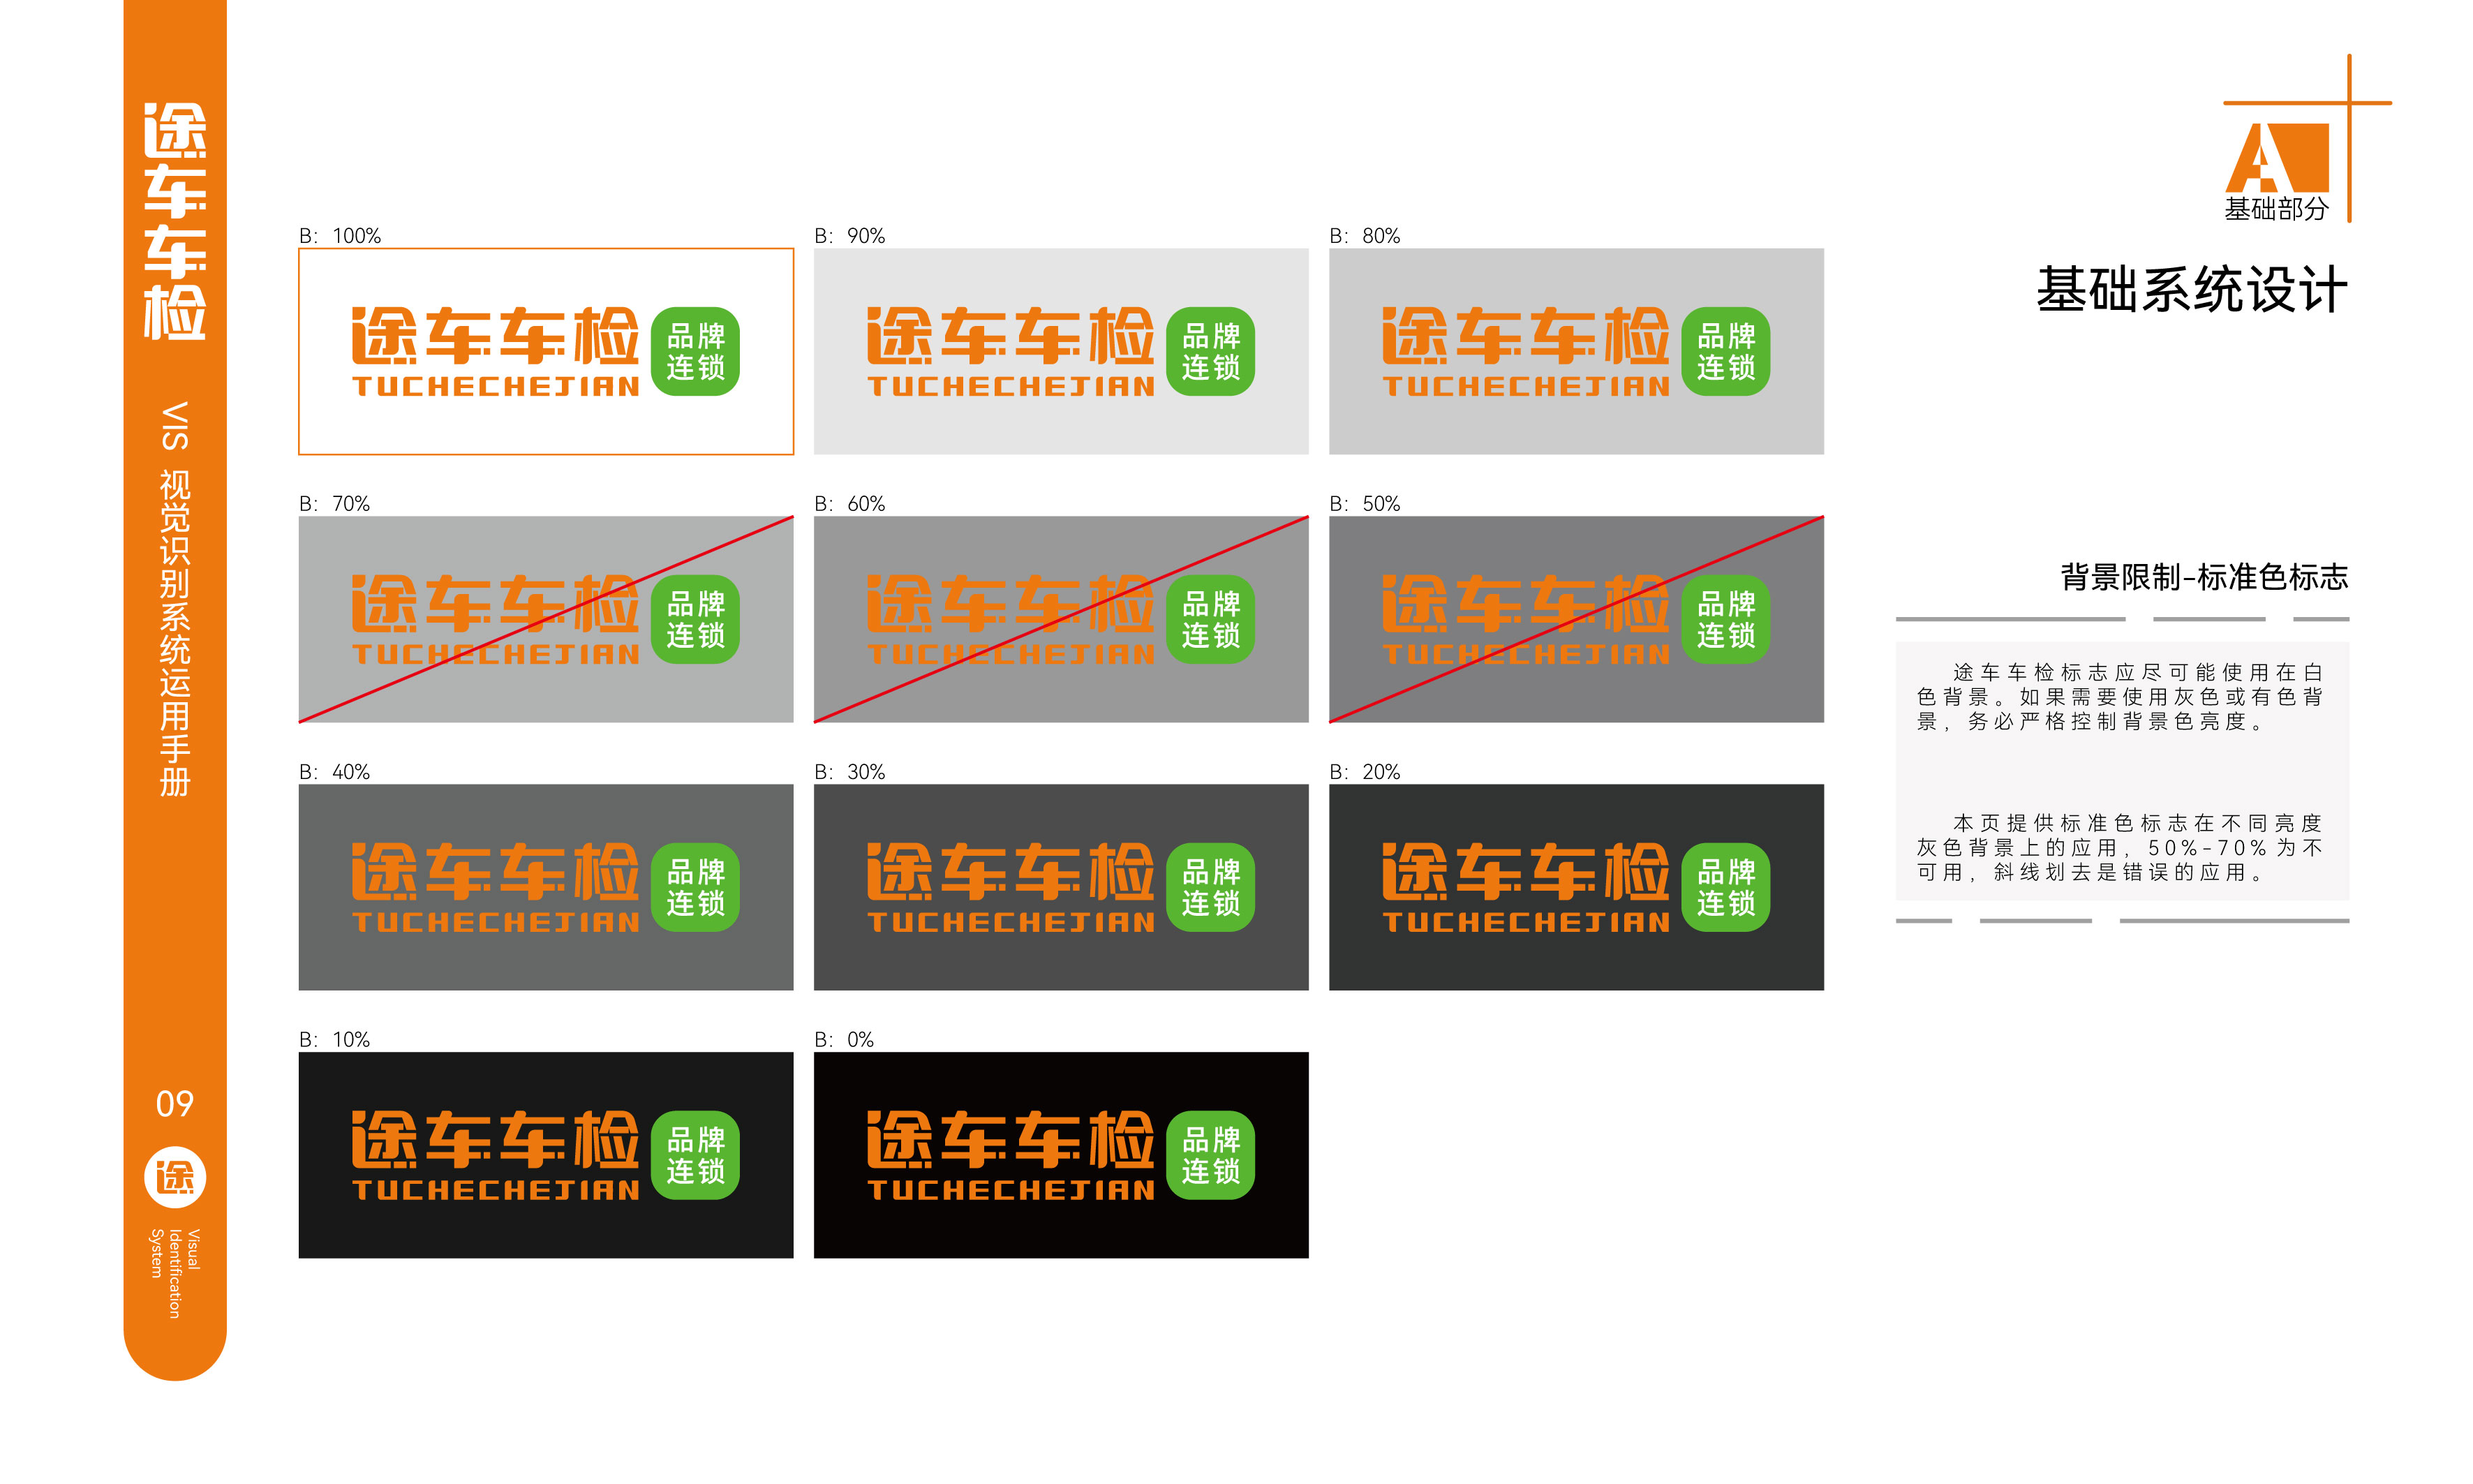 途车车检
VIS 视觉识别系统运用手册
09
途
Visual
Identification
System
B: 100%
途车车检
TUCHECHEJIAN
品牌
连锁
B: 90%
途车车检
TUCHECHEJIAN
品牌
连锁
B: 80%
途车车检
TUCHECHEJIAN
品牌
连锁
B: 70%
途车车检
TUCHECHEJIAN
品牌
连锁
B: 60%
途车车检
TUCHECHEJIAN
品牌
连锁
B: 50%
途车车检
TUCHECHEJIAN
品牌
连锁
B: 40%
途车车检
TUCHECHEJIAN
品牌
连锁
B: 30%
途车车检
TUCHECHEJIAN
品牌
连锁
B: 20%
途车车检
TUCHECHEJIAN
品牌
连锁
B: 10%
途车车检
TUCHECHEJIAN
品牌
连锁
B: 0%
途车车检
TUCHECHEJIAN
品牌
连锁
A
基础部分
基础系统设计
背景限制-标准色标志
途车车检标志应尽可能使用在白
色背景。如果需要使用灰色或有色背
景，务必严格控制背景色亮度。
本页提供标准色标志在不同亮度
灰色背景上的应用，50%-70%为不
可用，斜线划去是错误的应用。